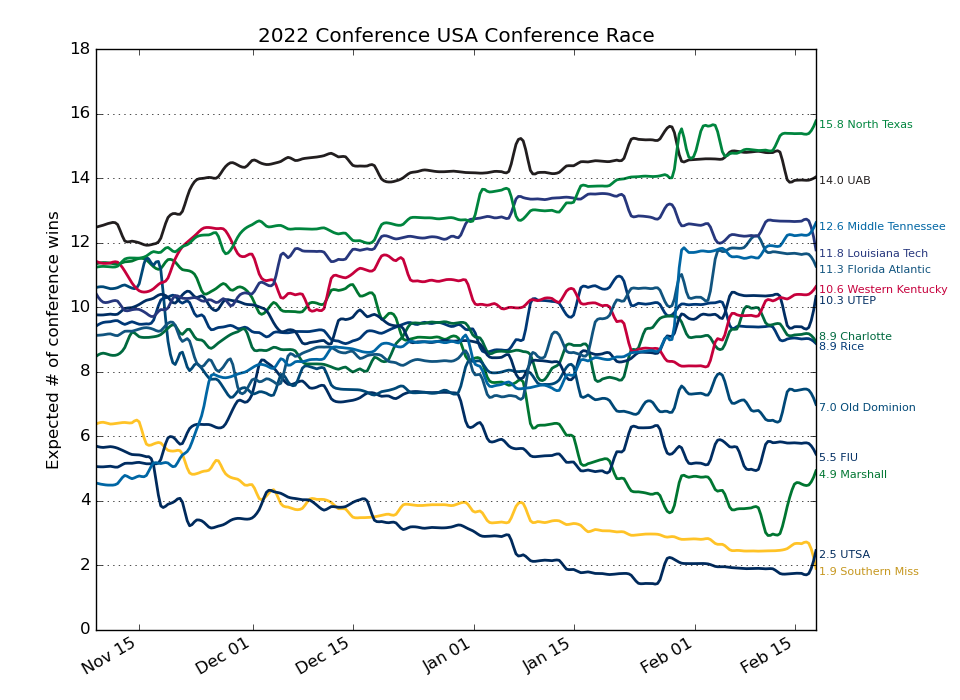 2022 Conference USA Conference Race
Expected # of conference wins
18
16
14
12
10
8
6
4
2
0
Nov 15
Dec 01
Dec 15
Jan 01
Jan 15
Feb 01
Feb 15
15.8 North Texas
14.0 UAB
12.6 Middle Tennessee
11.8 Louisiana Tech
11.3 Florida Atlantic
10.6 Western Kentucky
10.3 UTEP
8.9 Charlotte
8.9 Rice
7.0 Old Dominion
5.5 FIU
4.9 Marshall
2.5 UTSA
1.9 Southern Miss